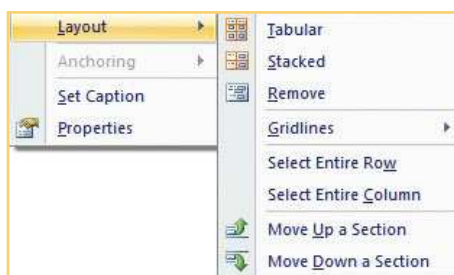 Layout
Anchoring
Set Caption
Properties
Tabular
Stacked
Remove
Gridlines
Select Entire Row
Select Entire Column
Move Up a Section
Move Down a Section